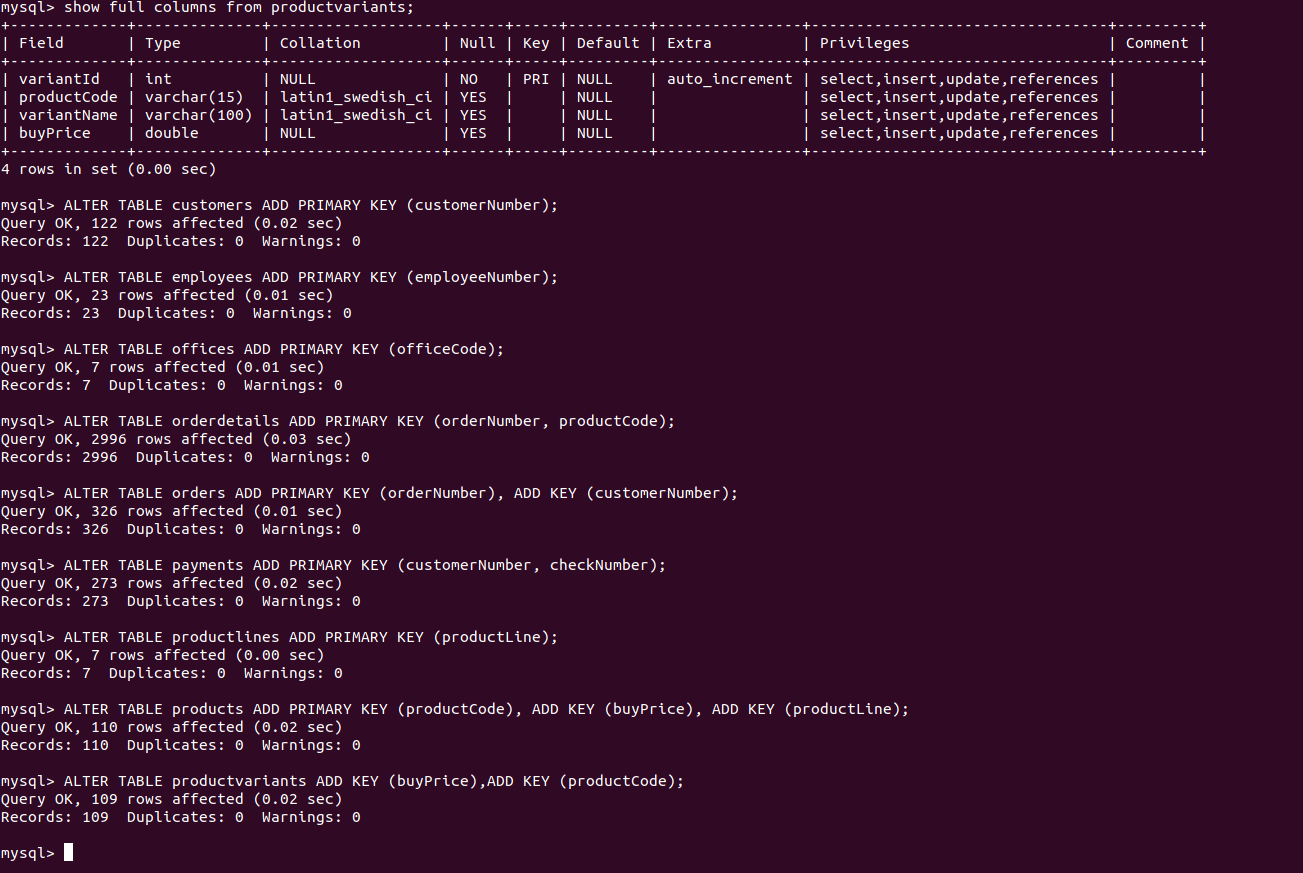 mysql> show full columns from productvariants;
+-------------+--------------+-------------------+------+-----+---------+----------------+---------------------------------+---------+
| Field       | Type         | Collation         | Null | Key | Default | Extra          | Privileges                      | Comment |
+-------------+--------------+-------------------+------+-----+---------+----------------+---------------------------------+---------+
| variantId   | int          | NULL              | NO   | PRI | NULL    | auto_increment | select,insert,update,references |         |
| productCode | varchar(15)  | latin1_swedish_ci | YES  |     | NULL    |                | select,insert,update,references |         |
| variantName | varchar(100) | latin1_swedish_ci | YES  |     | NULL    |                | select,insert,update,references |         |
| buyPrice    | double       | NULL              | YES  |     | NULL    |                | select,insert,update,references |         |
+-------------+--------------+-------------------+------+-----+---------+----------------+---------------------------------+---------+
4 rows in set (0.00 sec)

mysql> ALTER TABLE customers ADD PRIMARY KEY (customerNumber);
Query OK, 122 rows affected (0.02 sec)
Records: 122  Duplicates: 0  Warnings: 0

mysql> ALTER TABLE employees ADD PRIMARY KEY (employeeNumber);
Query OK, 23 rows affected (0.01 sec)
Records: 23  Duplicates: 0  Warnings: 0

mysql> ALTER TABLE offices ADD PRIMARY KEY (officeCode);
Query OK, 7 rows affected (0.01 sec)
Records: 7  Duplicates: 0  Warnings: 0

mysql> ALTER TABLE orderdetails ADD PRIMARY KEY (orderNumber, productCode);
Query OK, 2996 rows affected (0.03 sec)
Records: 2996  Duplicates: 0  Warnings: 0

mysql> ALTER TABLE orders ADD PRIMARY KEY (orderNumber), ADD KEY (customerNumber);
Query OK, 326 rows affected (0.01 sec)
Records: 326  Duplicates: 0  Warnings: 0

mysql> ALTER TABLE payments ADD PRIMARY KEY (customerNumber, checkNumber);
Query OK, 273 rows affected (0.02 sec)
Records: 273  Duplicates: 0  Warnings: 0

mysql> ALTER TABLE productlines ADD PRIMARY KEY (productLine);
Query OK, 7 rows affected (0.00 sec)
Records: 7  Duplicates: 0  Warnings: 0

mysql> ALTER TABLE products ADD PRIMARY KEY (productCode), ADD KEY (buyPrice), ADD KEY (productLine);
Query OK, 110 rows affected (0.02 sec)
Records: 110  Duplicates: 0  Warnings: 0

mysql> ALTER TABLE productvariants ADD KEY (buyPrice),ADD KEY (productCode);
Query OK, 109 rows affected (0.02 sec)
Records: 109  Duplicates: 0  Warnings: 0

mysql>